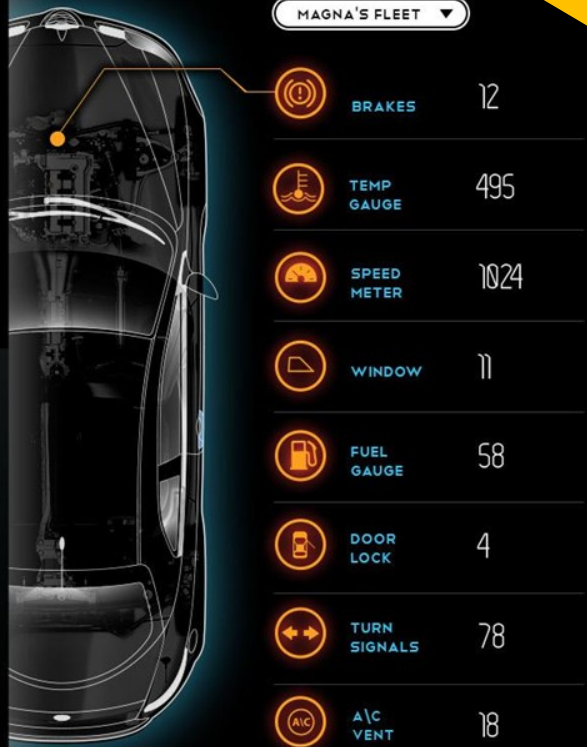 MAGNA'S FLEET
BRAKES 12
TEMP
GAUGE 495
SPEED
METER 1024
WINDOW 11
FUEL
GAUGE 58
DOOR
LOCK 4
TURN
SIGNALS 78
A\C
A\C
VENT 18